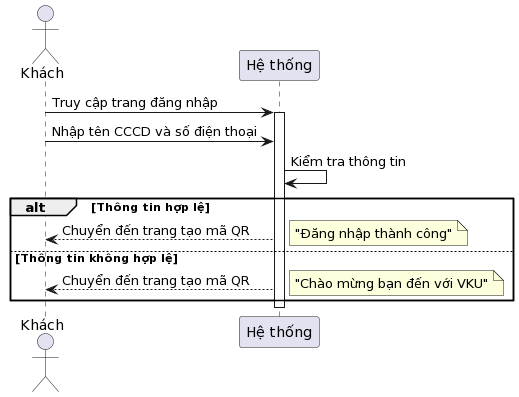 Khách
Hệ thống
Truy cập trang đăng nhập
Nhập tên CCCD và số điện thoại
Kiểm tra thông tin
alt [Thông tin hợp lệ]
Chuyển đến trang tạo mã QR "Đăng nhập thành công"
[Thông tin không hợp lệ]
Chuyển đến trang tạo mã QR "Chào mừng bạn đến với VKU"
Khách
Hệ thống